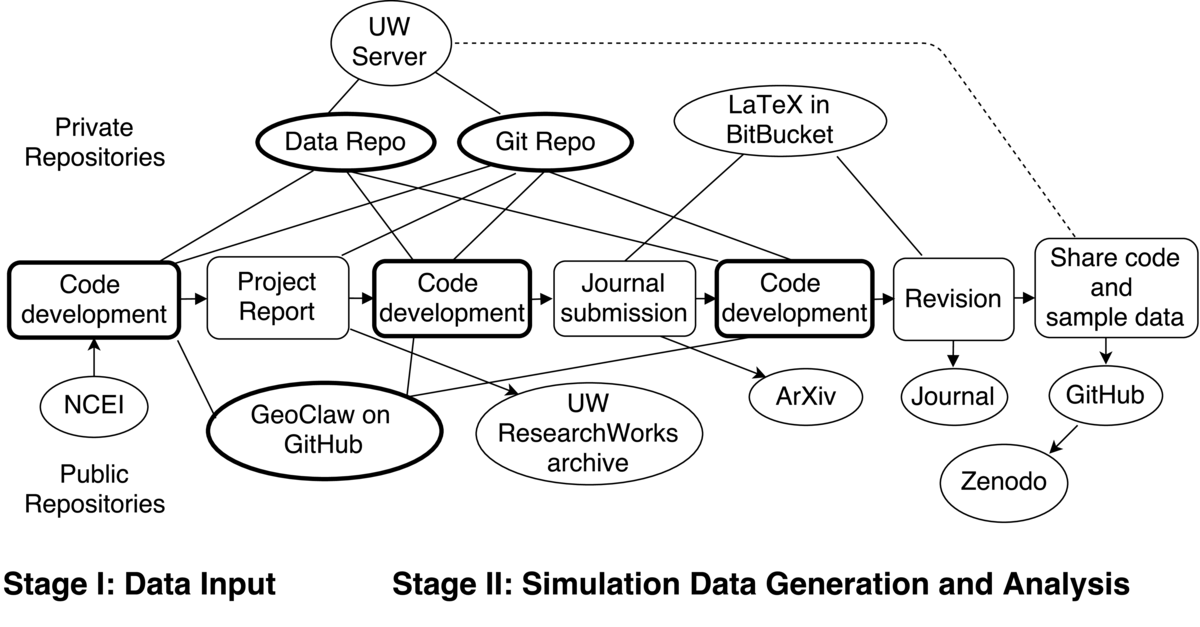 UW
Server
Private
Repositories
Data Repo
Git Repo
LaTeX in
BitBucket
Code
development
Project
Report
Code
development
Journal
submission
Code
development
Revision
Share code
and
sample data
NCEI
GeoClaw on
GitHub
UW
ResearchWorks
archive
ArXiv
Journal
GitHub
Zenodo
Public
Repositories
Stage I: Data Input
Stage II: Simulation Data Generation and Analysis